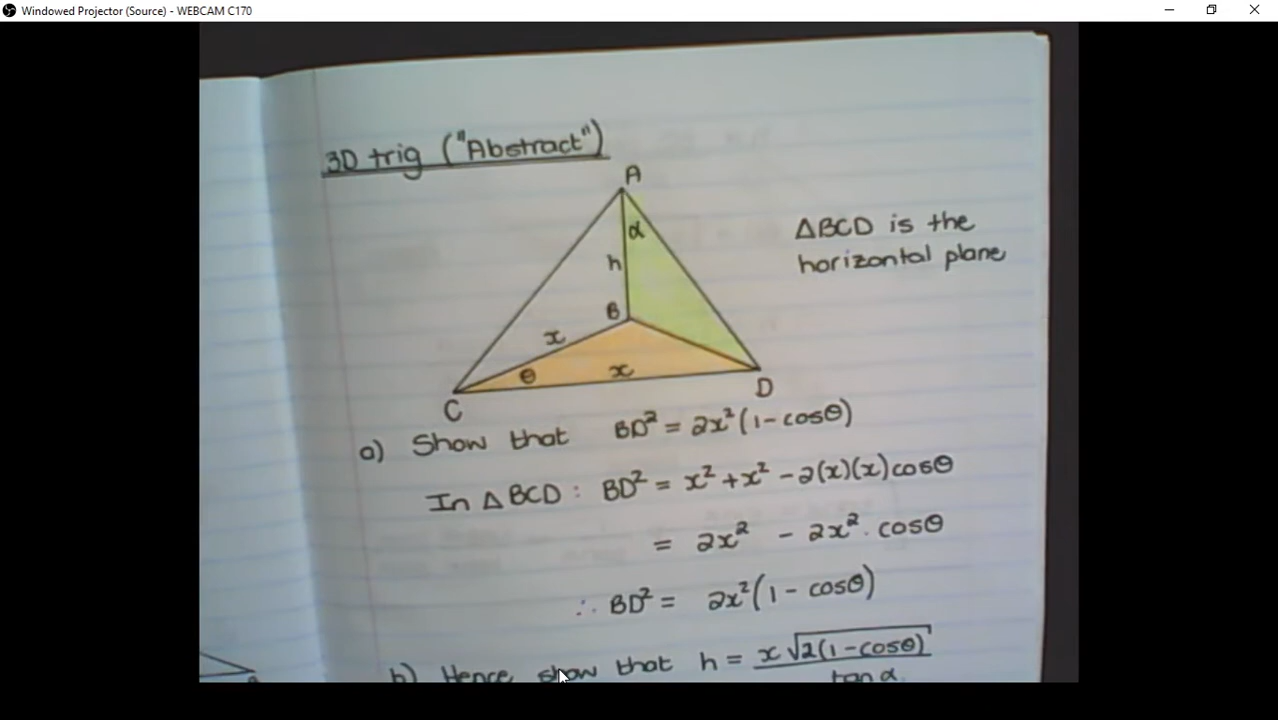 Windowed Projector (Source) - WEBCAM C170
3D trig ("Abstract")
A
α
h
B
x
θ
x
C
D
ΔBCD is the
horizontal plane
a) Show that BD² = 2x²(1-cosθ)
In ΔBCD : BD² = x² + x² - 2(x)(x)cosθ
= 2x² - 2x². cosθ
∴ BD² = 2x²(1 - cosθ)
b) Hence show that h = x√2(1-cosθ)
tan α